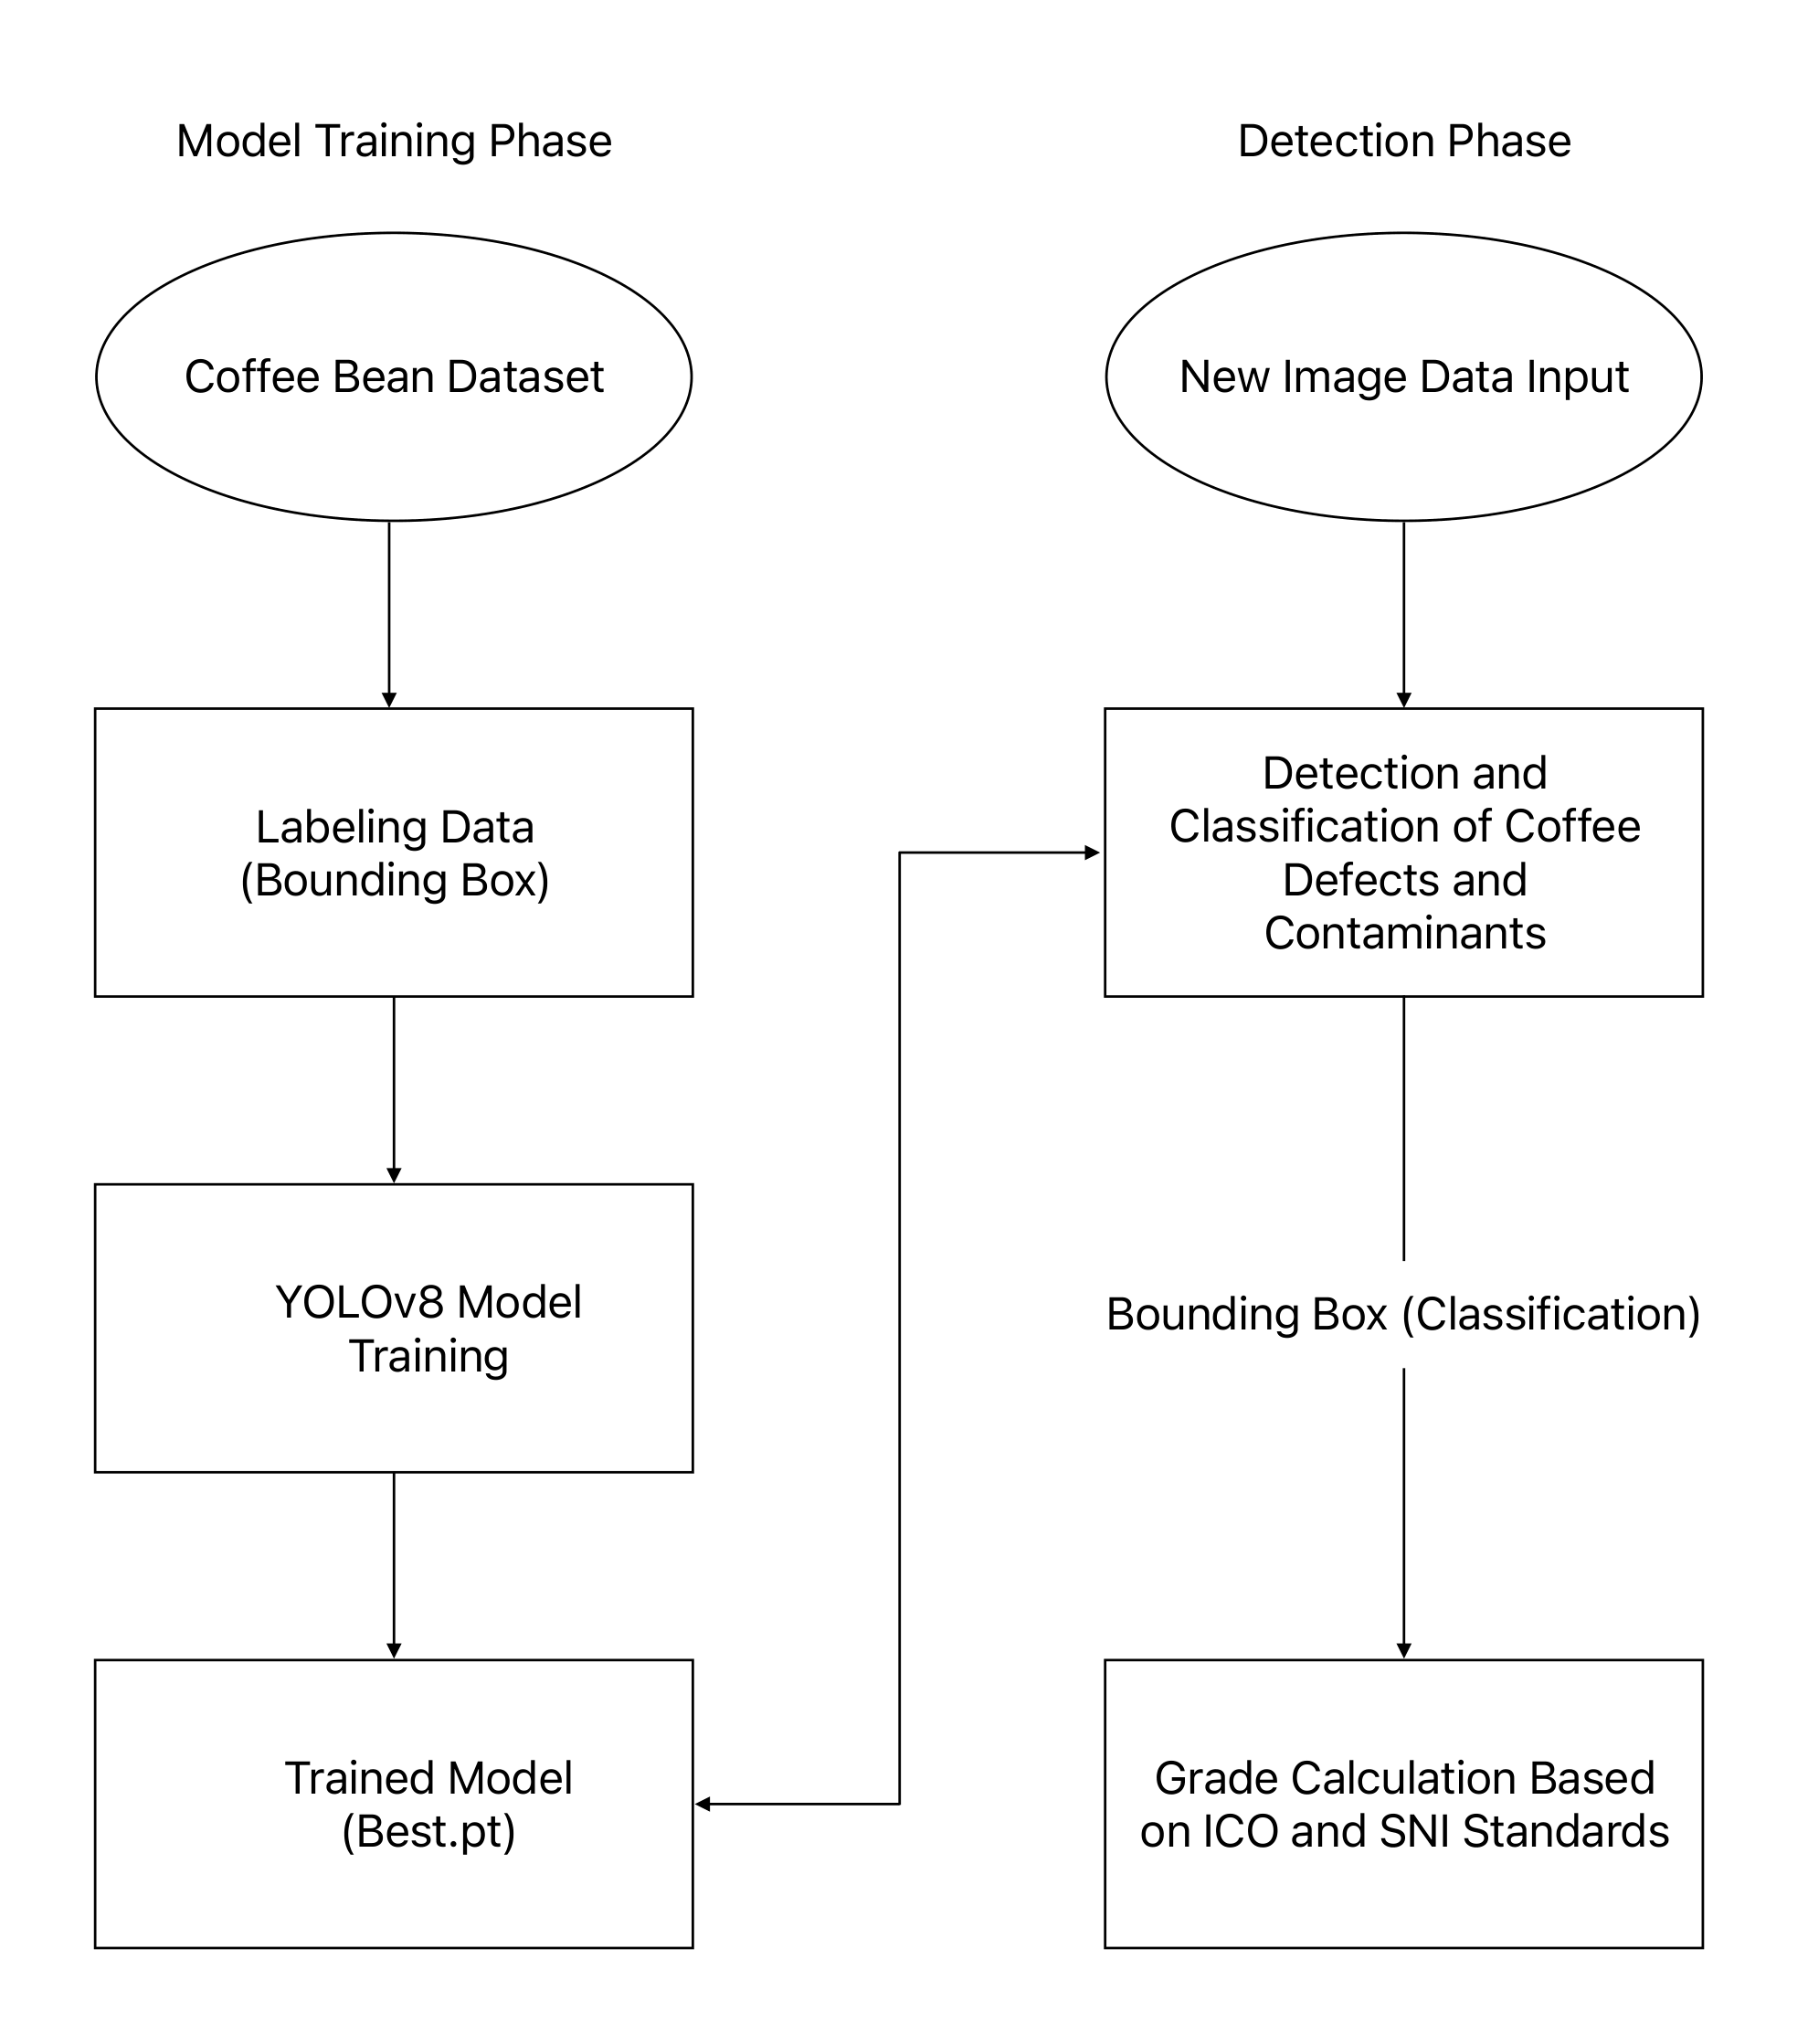 Model Training Phase
Coffee Bean Dataset
Labeling Data
(Bounding Box)
YOLOv8 Model
Training
Trained Model
(Best.pt)
Detection Phase
New Image Data Input
Detection and
Classification of Coffee
Defects and
Contaminants
Bounding Box (Classification)
Grade Calculation Based
on ICO and SNI Standards